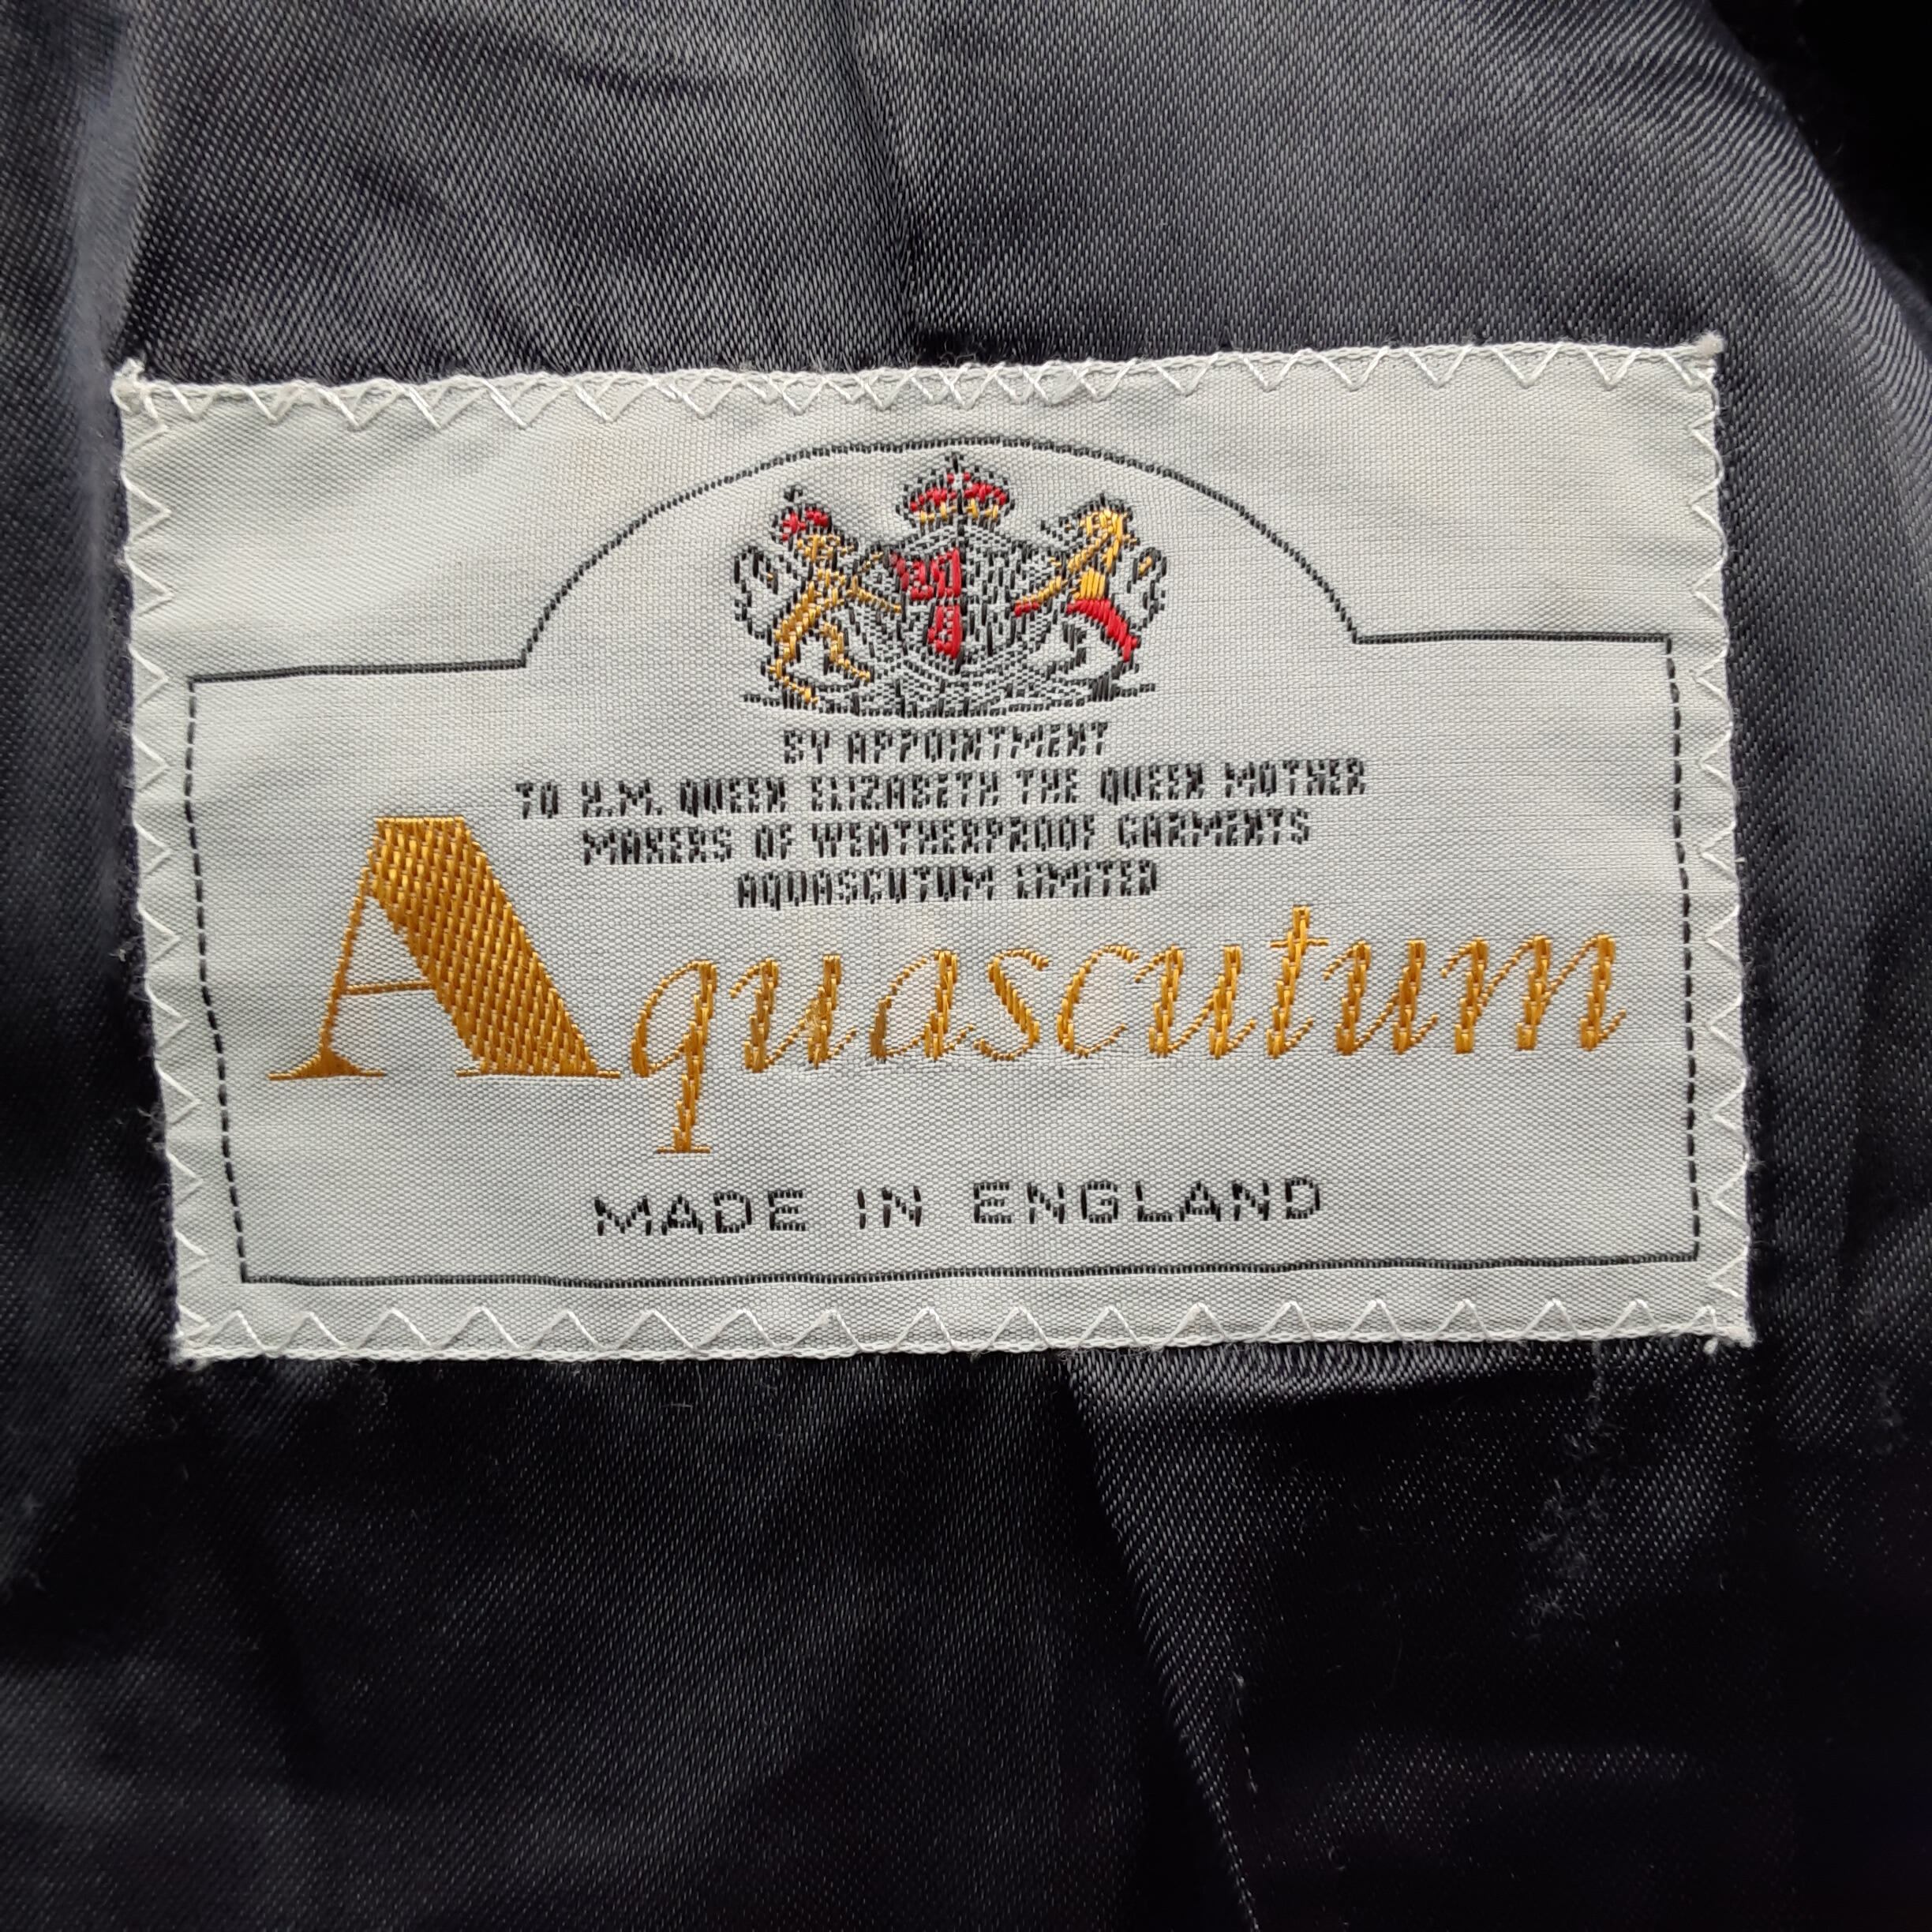 BY APPOINTMENT
TO H.M. QUEEN ELIZABETH THE QUEEN MOTHER
MAKERS OF WEATHERPROOF GARMENTS
AQUASCUTUM LIMITED
Aquascutum
MADE IN ENGLAND